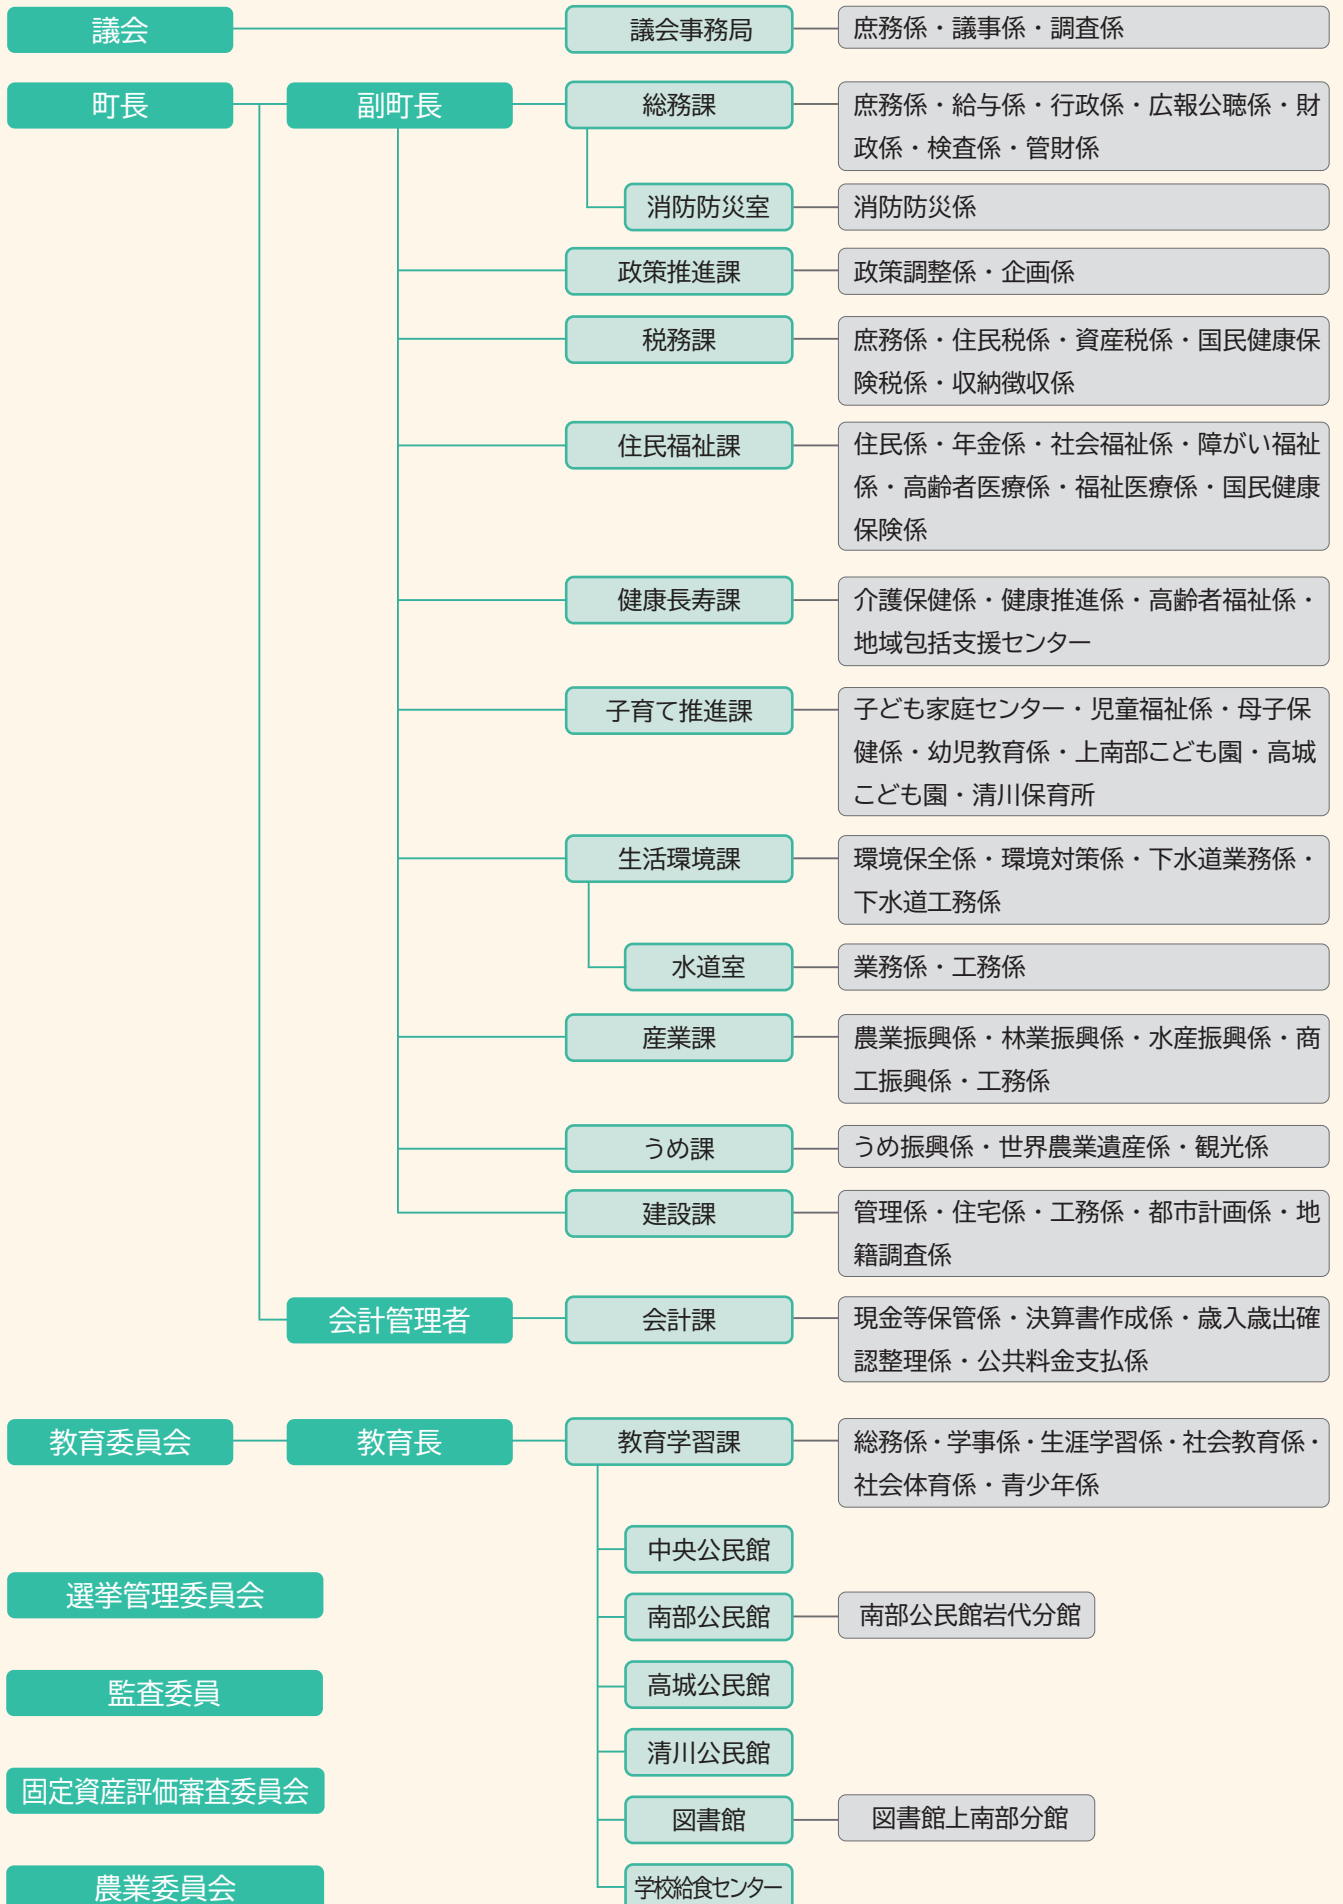 議会
議会事務局
庶務係・議事係・調査係
町長
副町長
総務課
庶務係・給与係・行政係・広報公聴係・財
政係・検査係・管財係
消防防災室
消防防災係
政策推進課
政策調整係・企画係
税務課
庶務係・住民税係・資産税係・国民健康保
険税係・収納徴収係
住民福祉課
住民係・年金係・社会福祉係・障がい福祉
係・高齢者医療係・福祉医療係・国民健康
保険係
健康長寿課
介護保健係・健康推進係・高齢者福祉係・
地域包括支援センター
子育て推進課
子ども家庭センター・児童福祉係・母子保
健係・幼児教育係・上南部こども園・高城
こども園・清川保育所
生活環境課
環境保全係・環境対策係・下水道業務係・
下水道工務係
水道室
業務係・工務係
産業課
農業振興係・林業振興係・水産振興係・商
工振興係・工務係
うめ課
うめ振興係・世界農業遺産係・観光係
建設課
管理係・住宅係・工務係・都市計画係・地
籍調査係
会計管理者
会計課
現金等保管係・決算書作成係・歳入歳出確
認整理係・公共料金支払係
教育委員会
教育長
教育学習課
総務係・学事係・生涯学習係・社会教育係・
社会体育係・青少年係
中央公民館
選挙管理委員会
南部公民館
南部公民館岩代分館
監査委員
高城公民館
清川公民館
固定資産評価審査委員会
図書館
図書館上南部分館
農業委員会
学校給食センター